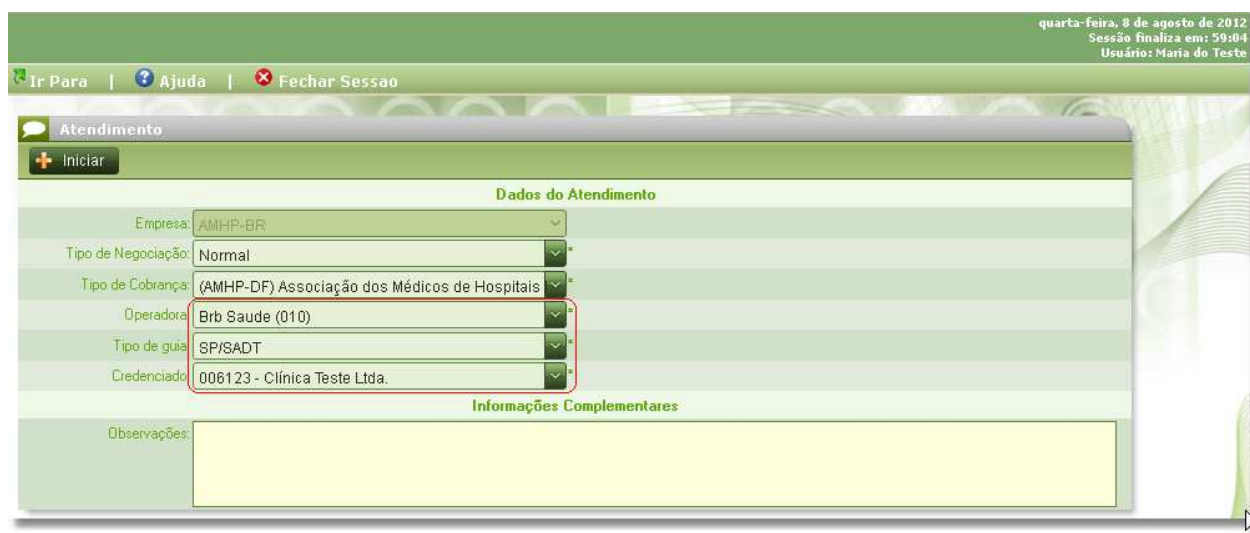 quarta-feira, 8 de agosto de 2012
Sessão finaliza em: 59:04
Usuário: Maria do Teste
Ir Para | Ajuda | Fechar Sessao
Atendimento
Iniciar
Dados do Atendimento
Empresa: AMHP-BR
Tipo de Negociação: Normal *
Tipo de Cobrança: (AMHP-DF) Associação dos Médicos de Hospitais *
Operadora Brb Saude (010) *
Tipo de guia SP/SADT *
Credenciado 006123 - Clínica Teste Ltda. *
Informações Complementares
Observações: